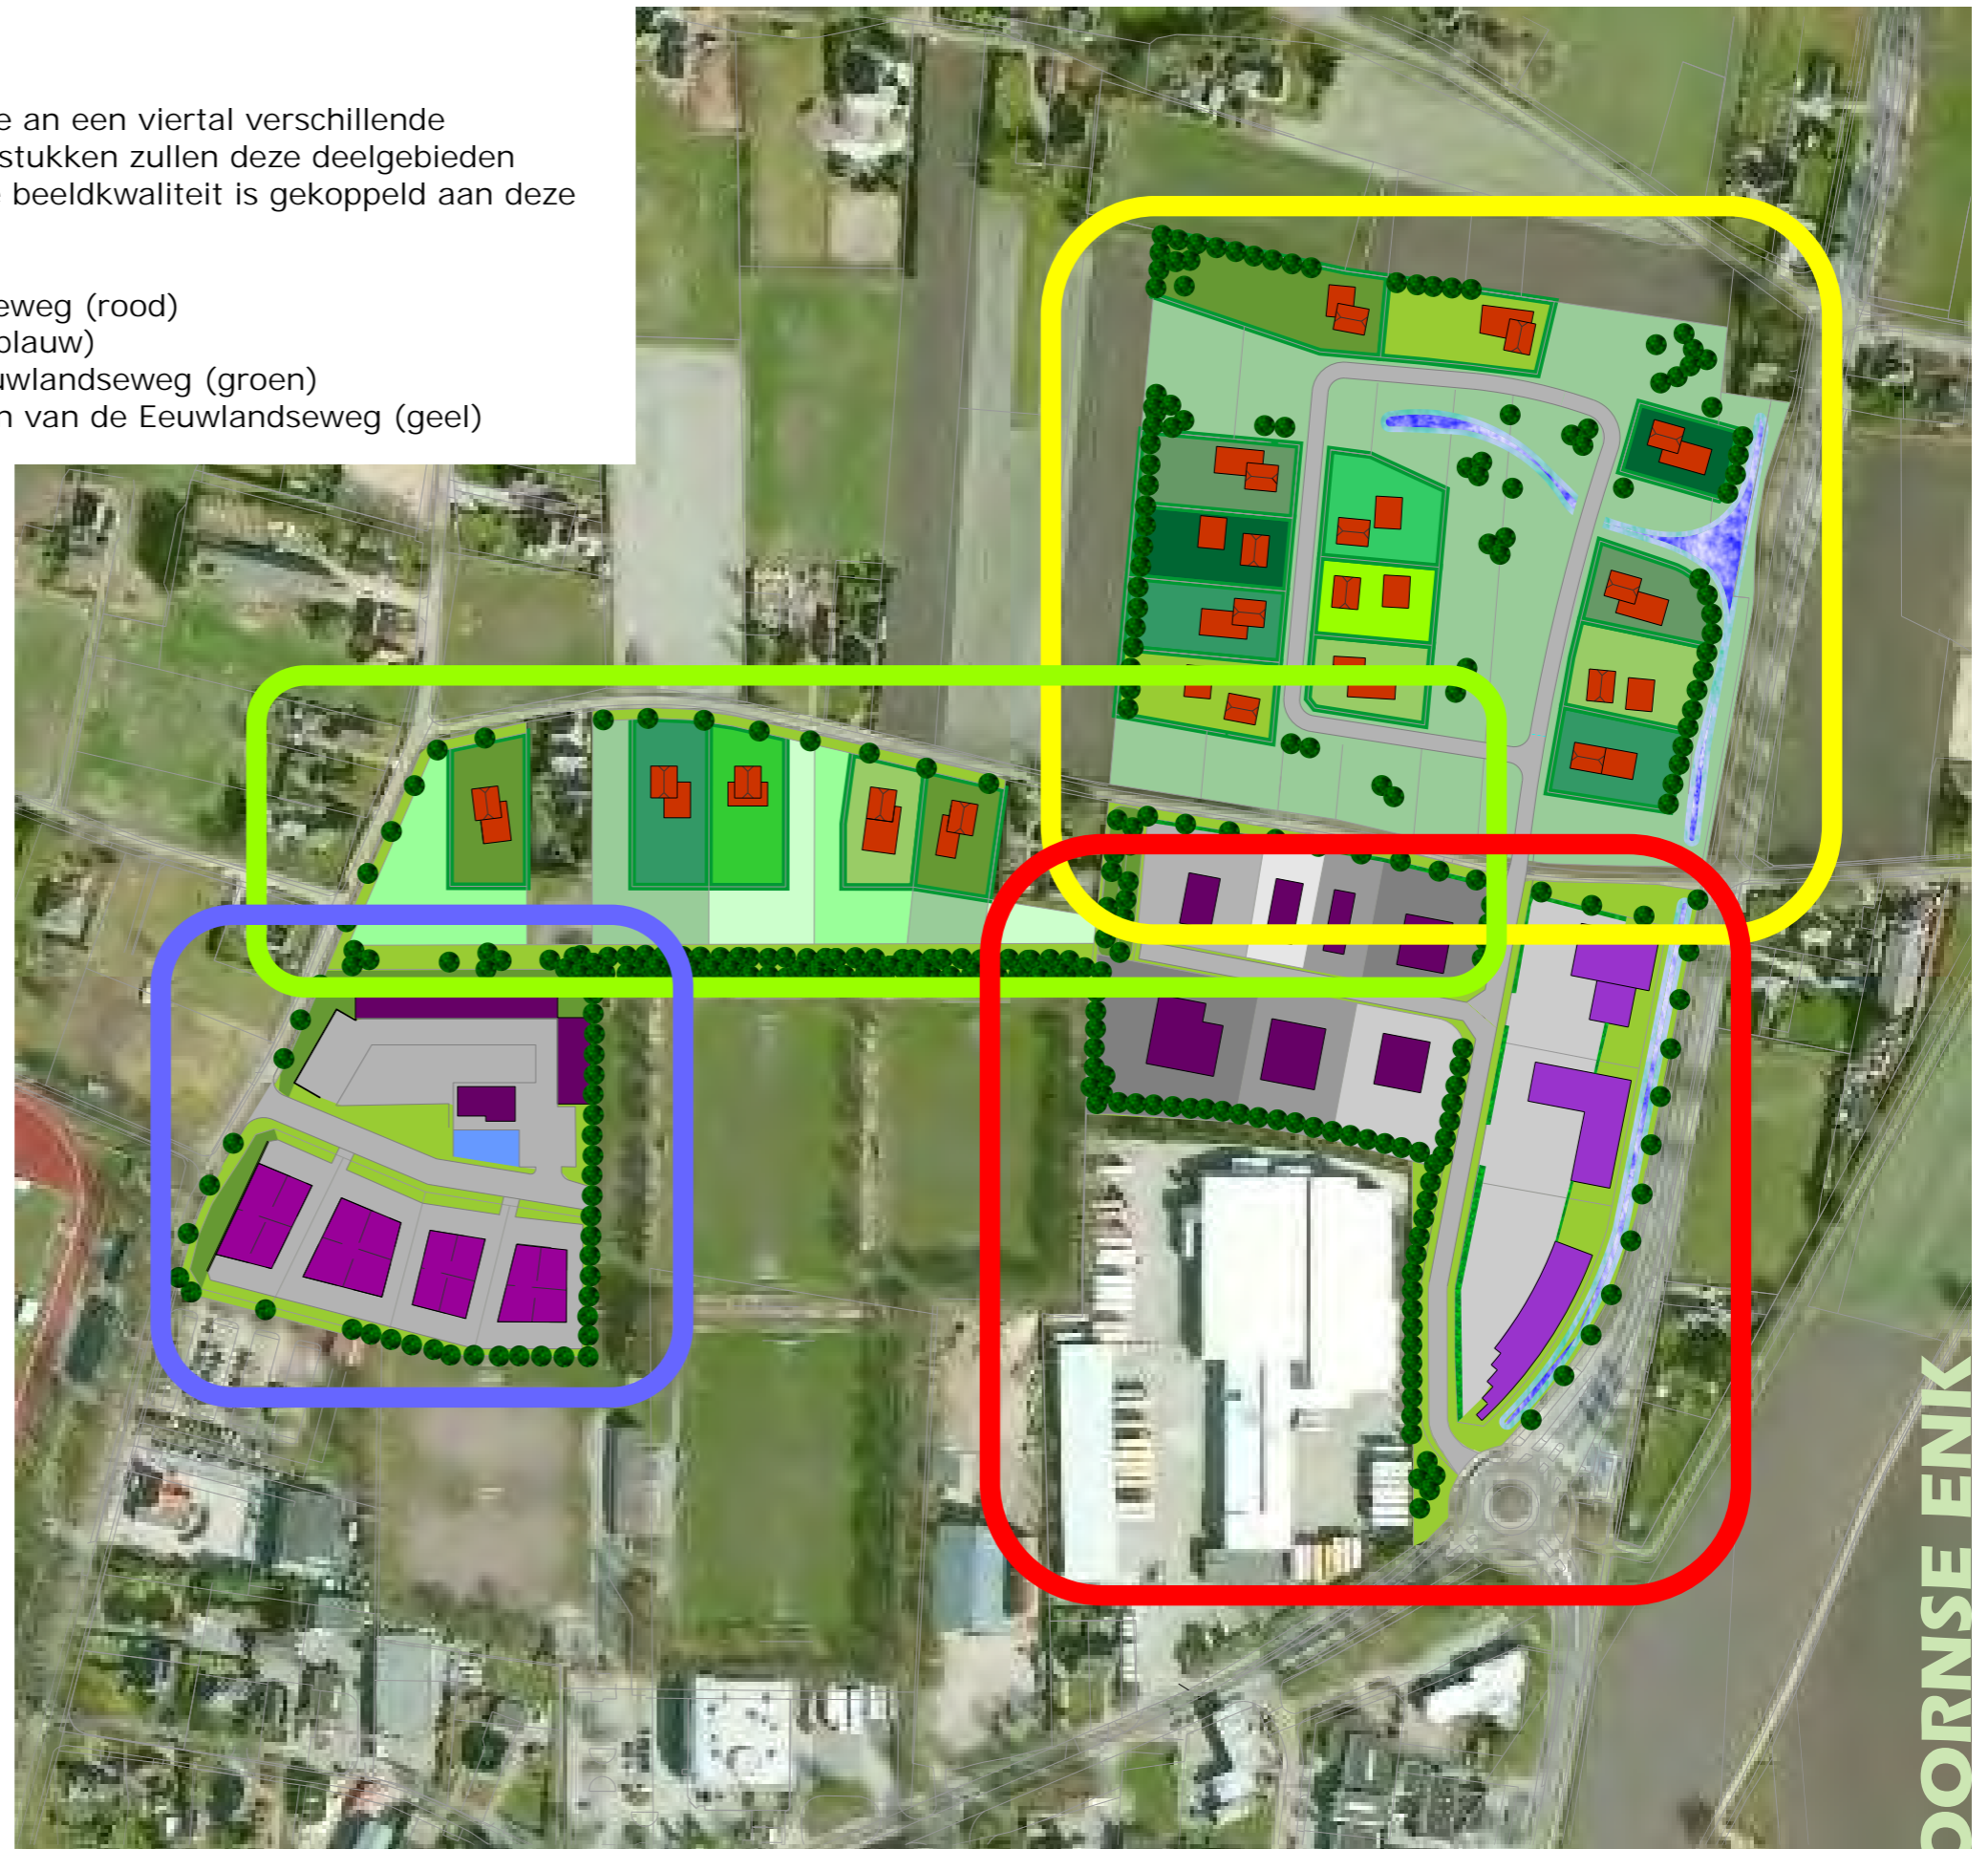 e an een viertal verschillende
stukken zullen deze deelgebieden
beeldkwaliteit is gekoppeld aan deze
eweg (rood)
blauw)
uwlandseweg (groen)
n van de Eeuwlandseweg (geel)
OORNSE ENK